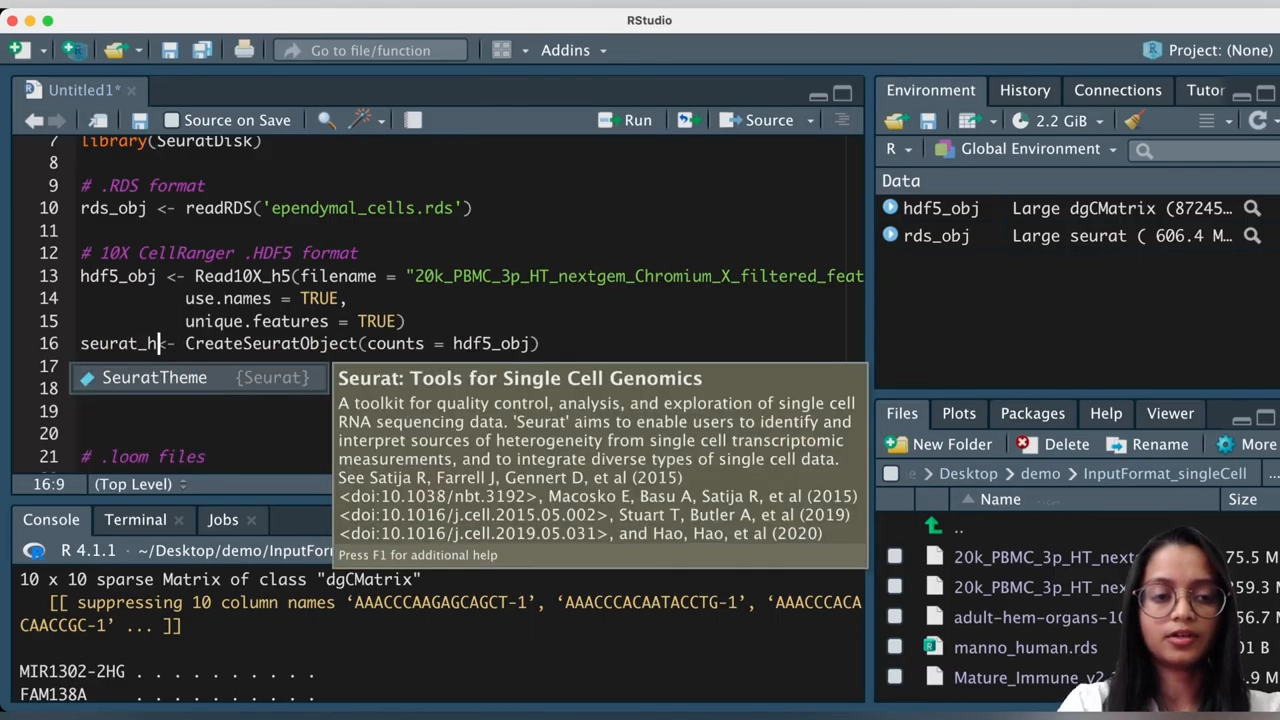 RStudio
Go to file/function
Addins
Project: (None)
Untitled1*
Source on Save
Run
Source
7 library(SeuratDisk)
8
9 # .RDS format
10 rds_obj <- readRDS('ependymal_cells.rds')
11
12 # 10X CellRanger .HDF5 format
13 hdf5_obj <- Read10X_h5(filename = "20k_PBMC_3p_HT_nextgem_Chromium_X_filtered_feat
14 use.names = TRUE,
15 unique.features = TRUE)
16 seurat_h<- CreateSeuratObject(counts = hdf5_obj)
17
18
20
21 # .loom files
SeuratTheme {Seurat}
Seurat: Tools for Single Cell Genomics
A toolkit for quality control, analysis, and exploration of single cell
RNA sequencing data. 'Seurat' aims to enable users to identify and
interpret sources of heterogeneity from single cell transcriptomic
measurements, and to integrate diverse types of single cell data.
See Satija R, Farrell J, Gennert D, et al (2015)
<doi:10.1038/nbt.3192>, Macosko E, Basu A, Satija R, et al (2015)
<doi:10.1016/j.cell.2015.05.002>, Stuart T, Butler A, et al (2019)
<doi:10.1016/j.cell.2019.05.031>, and Hao, Hao, et al (2020)
Press F1 for additional help
16:9 (Top Level)
Console Terminal Jobs
R 4.1.1 · ~/Desktop/demo/InputFor
10 x 10 sparse Matrix of class "dgCMatrix"
[[ suppressing 10 column names ‘AAACCCAAGAGCAGCT-1’, ‘AAACCCACAATACCTG-1’, ‘AAACCCACA
CAACCGC-1’ ... ]]
MIR1302-2HG . . . . . . . . . .
FAM138A . . . . . . . . . .
Environment History Connections Tutor
2.2 GiB
R Global Environment
Data
hdf5_obj Large dgCMatrix (87245…
rds_obj Large seurat ( 606.4 M…
Files Plots Packages Help Viewer
New Folder Delete Rename More
Desktop demo InputFormat_singleCell ...
Name Size
..
20k_PBMC_3p_HT_nextg 75.5 M
20k_PBMC_3p_HT_nex 259.3 M
adult-hem-organs-10 56.7 M
manno_human.rds 01 B
Mature_Immune_v2 .9 M